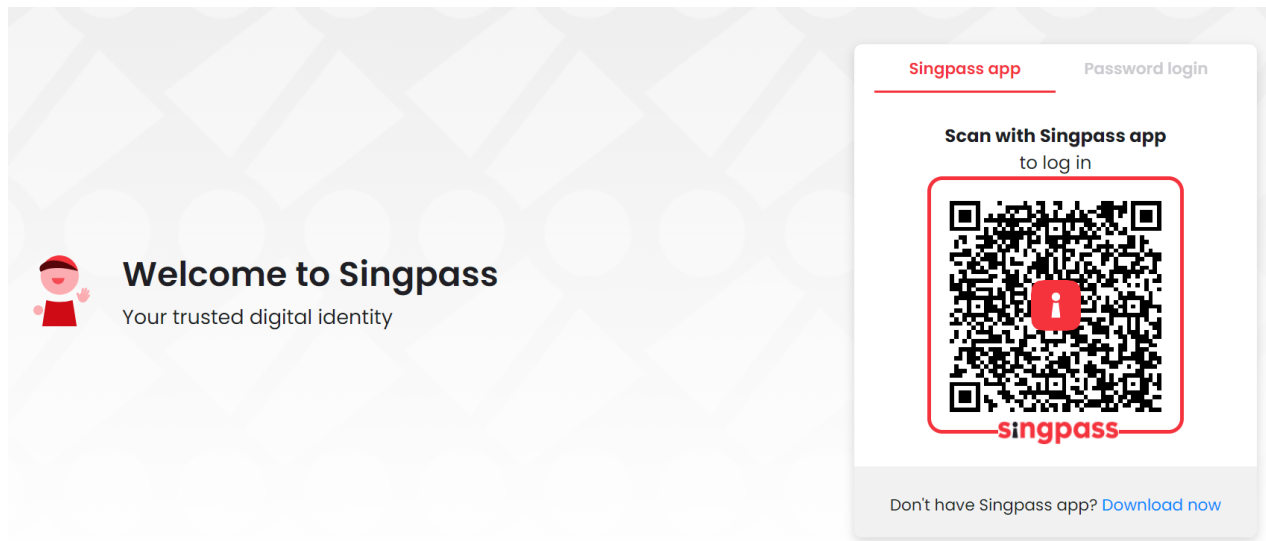 Welcome to Singpass
Your trusted digital identity
Singpass app
Password login
Scan with Singpass app
to log in
singpass
Don't have Singpass app? Download now